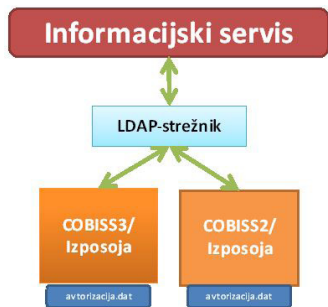 Informacijski servis
LDAP-strežnik
COBISS3/
Izposoja
COBISS2/
Izposoja
avtorizacija.dat
avtorizacija.dat